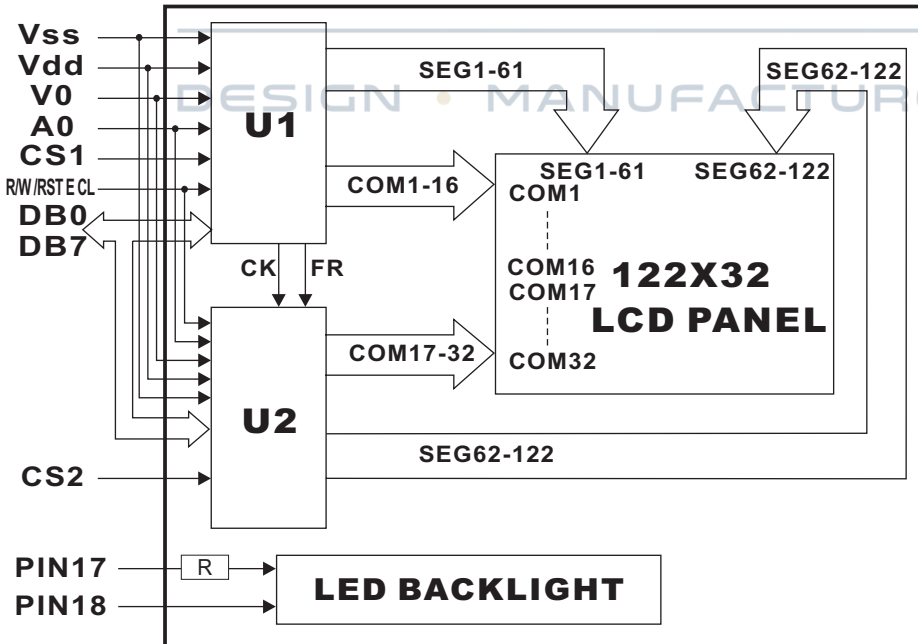 Vss
Vdd
V0
A0
CS1
R/W/RST E CL
DB0
DB7
CS2
PIN17
PIN18
U1
U2
CK
FR
R
SEG1-61
SEG62-122
DESIGN • MANUFACTUR
COM1-16
COM17-32
SEG62-122
SEG1-61
SEG62-122
COM1
COM16
COM17
COM32
122X32
LCD PANEL
LED BACKLIGHT